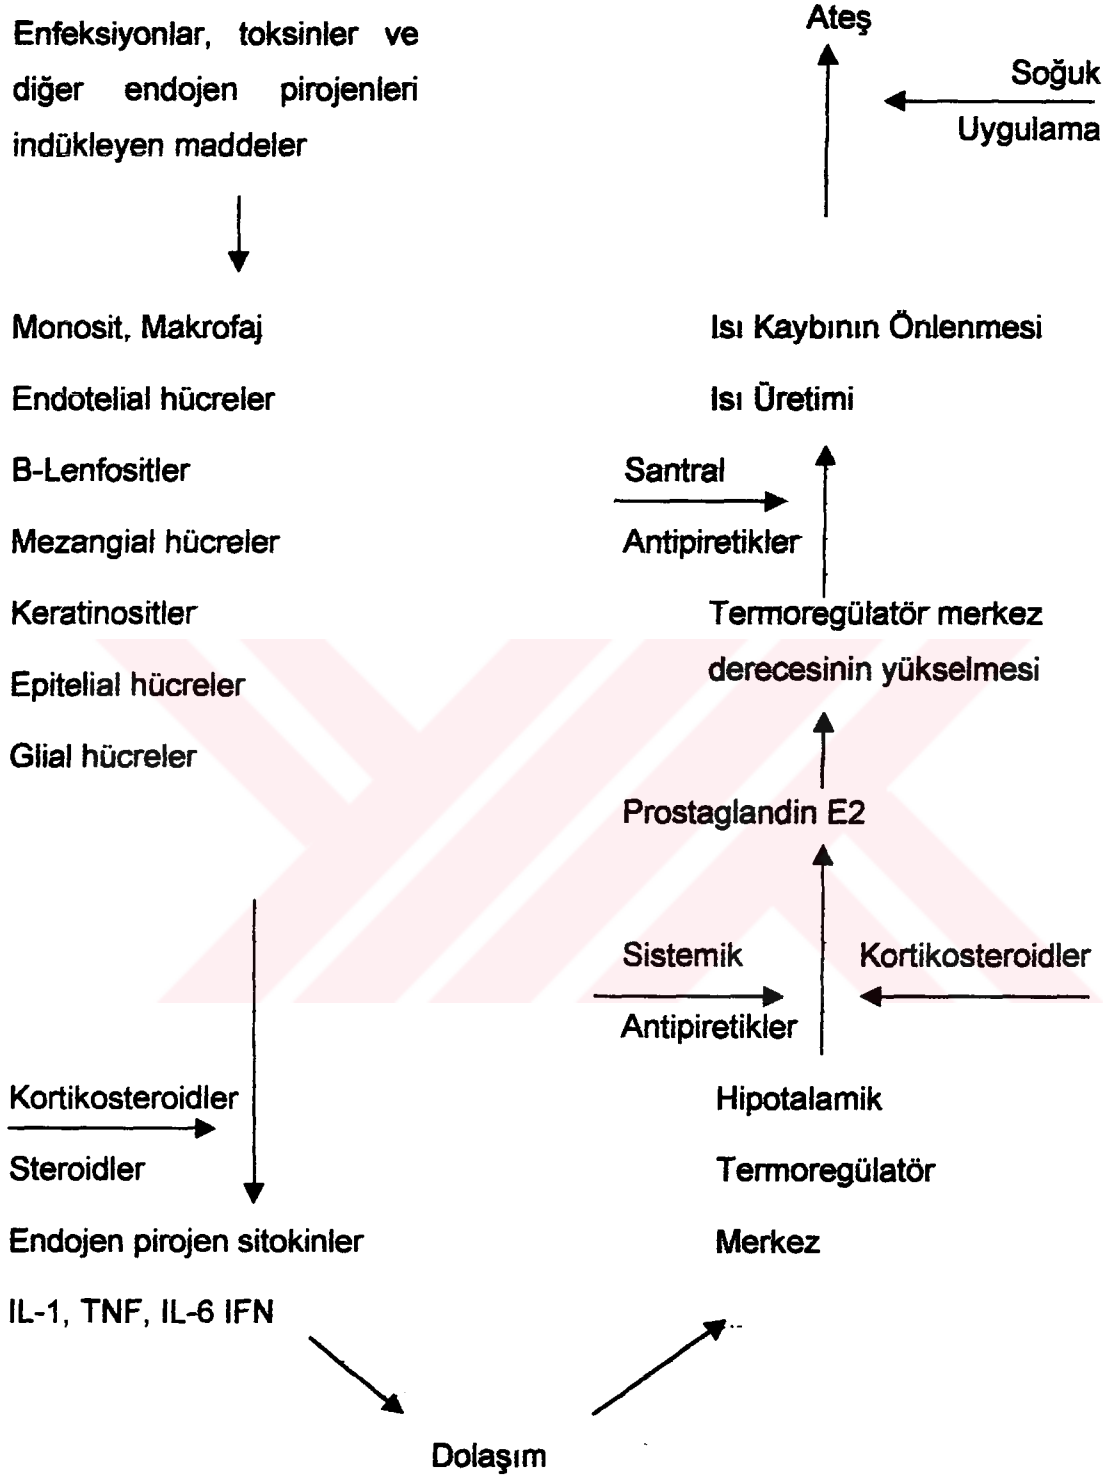 Enfeksiyonlar, toksinler ve
diğer endojen pirojenleri
indükleyen maddeler
Monosit, Makrofaj
Endotelial hücreler
B-Lenfositler
Mezangial hücreler
Keratinositler
Epitelial hücreler
Glial hücreler
Kortikosteroidler
Steroidler
Endojen pirojen sitokinler
IL-1, TNF, IL-6 IFN
Dolaşım
Hipotalamik
Termoregülatör
Merkez
Sistemik
Antipiretikler
Kortikosteroidler
Prostaglandin E2
Termoregülatör merkez
derecesinin yükselmesi
Santral
Antipiretikler
Isı Kaybının Önlenmesi
Isı Üretimi
Soğuk
Uygulama
Ateş